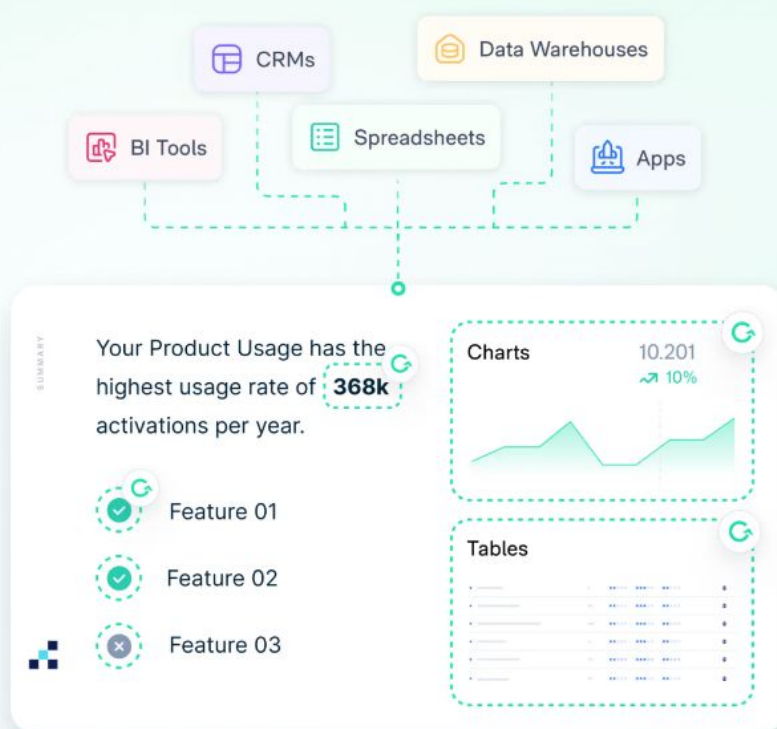 CRMs
Data Warehouses
BI Tools
Spreadsheets
Apps
SUMMARY
Your Product Usage has the
highest usage rate of 368k
activations per year.
Feature 01
Feature 02
Feature 03
Charts
10.201
10%
Tables